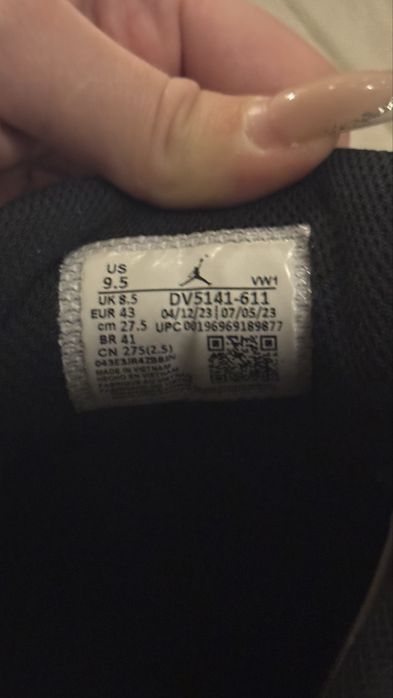 US
9.5
VW1
UK 8.5 DV5141-611
EUR 43 04/12/23|07/05/23
cm 27.5 UPC 00196969189877
BR 41
CN 275(2.5)
MADE IN VIETNAM